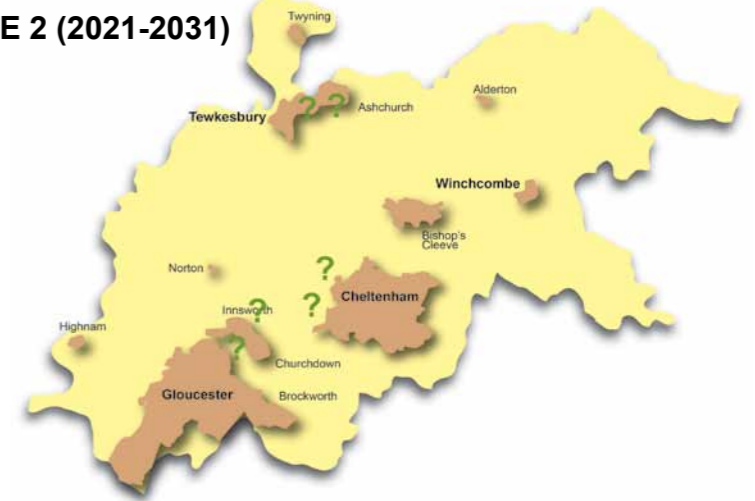 E 2 (2021-2031)
Twyning
Tewkesbury
? ?
Ashchurch
Alderton
Winchcombe
Bishop's
Cleeve
Norton
?
?
Cheltenham
Innsworth
?
Highnam
?
Churchdown
Gloucester
Brockworth